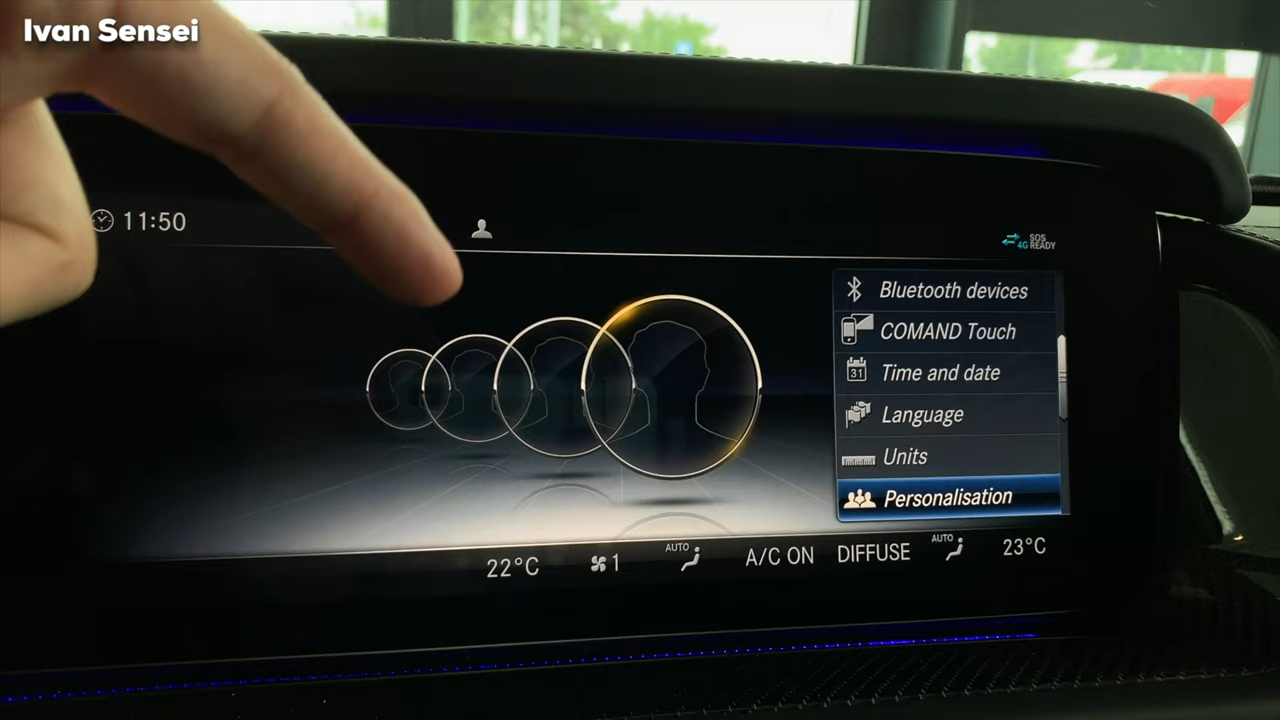 Ivan Sensei
11:50
4G
SOS
READY
Bluetooth devices
COMAND Touch
31
Time and date
Language
Units
Personalisation
22°C
1
AUTO
A/C ON
DIFFUSE
AUTO
23°C